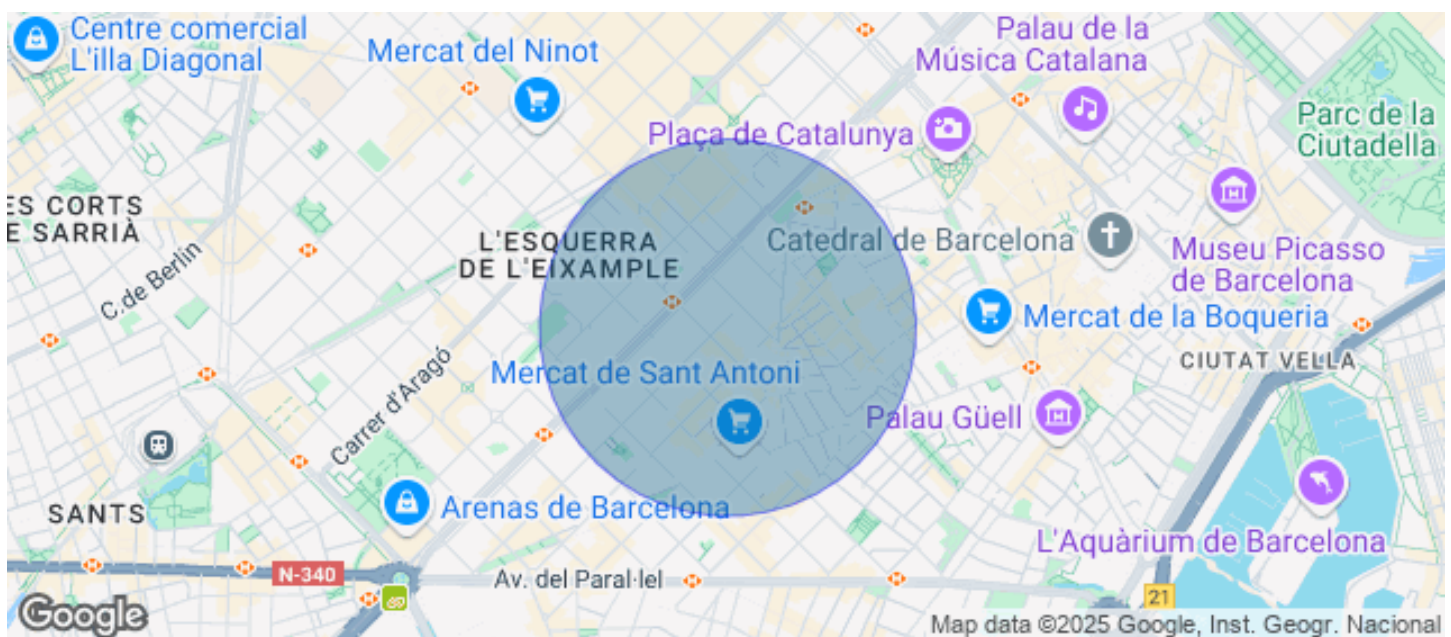 Centre comercial
L'illa Diagonal
Mercat del Ninot
Palau de la
Música Catalana
Plaça de Catalunya
Parc de la
Ciutadella
ES CORTS
E SARRIÀ
L'ESQUERRA
DE L'EIXAMPLE
Catedral de Barcelona
Museu Picasso
de Barcelona
C. de Berlin
Mercat de la Boqueria
CIUTAT VELLA
Carrer d'Aragó
Mercat de Sant Antoni
Palau Güell
SANTS
Arenas de Barcelona
L'Aquàrium de Barcelona
N-340
Av. del Paral·lel
21
Google
Map data ©2025 Google, Inst. Geogr. Nacional